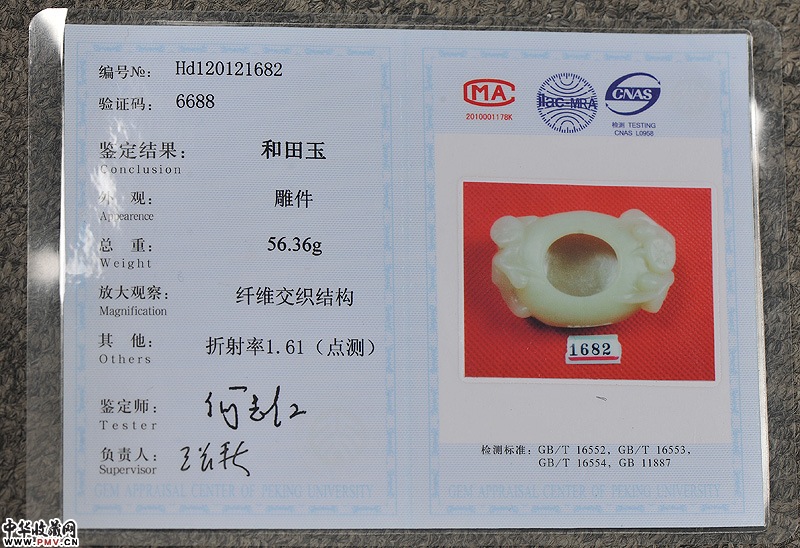 编号№: Hd120121682
验证码: 6688
鉴定结果: 和田玉
Conclusion
外 观: 雕件
Appearence
总 重: 56.36g
Weight
放大观察: 纤维交织结构
Magnification
其 他: 折射率1.61（点测）
Others
鉴定师:
Tester
负责人:
Supervisor
GEM APPRAISAL CENTER OF PEKING UNIVERSITY
MA
2010001178K
ilac-MRA
CNAS
检测 TESTING
CNAS L0958
1682
检测标准: GB/T 16552, GB/T 16553,
GB/T 16554, GB 11887
GEM APPRAISAL CENTER OF PEKING UNIVERSITY
中华收藏网
www.PMV.CN